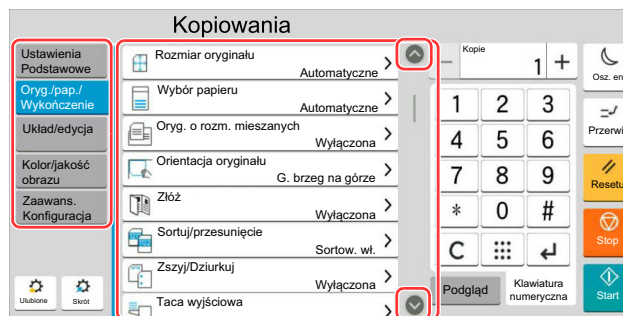 Kopiowania
Ustawienia
Podstawowe
Oryg./pap./
Wykończenie
Układ/edycja
Kolor/jakość
obrazu
Zaawans.
Konfiguracja
Ulubione
Skrót
Rozmiar oryginału
Automatyczne
Wybór papieru
Automatyczne
Oryg. o rozm. mieszanych
Wyłączona
Orientacja oryginału
G. brzeg na górze
Złóż
Wyłączona
Sortuj/przesunięcie
Sortow. wł.
Zszyj/Dziurkuj
Wyłączona
Taca wyjściowa
Kopie
− 1 +
1 2 3
4 5 6
7 8 9
* 0 #
C
Podgląd
Klawiatura
numeryczna
Osz. en
Przerwi
Resetu
Stop
Start